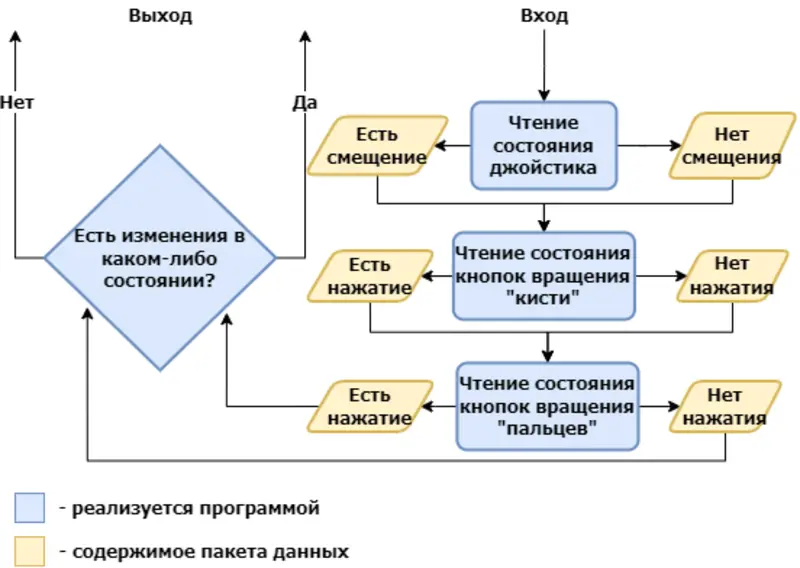 Выход
Вход
Нет
Да
Есть
смещение
Чтение
состояния
джойстика
Нет
смещения
Есть изменения в
каком-либо
состоянии?
Есть
нажатие
Чтение состояния
кнопок вращения
"кисти"
Нет
нажатия
Есть
нажатие
Чтение состояния
кнопок вращения
"пальцев"
Нет
нажатия
- реализуется программой
- содержимое пакета данных